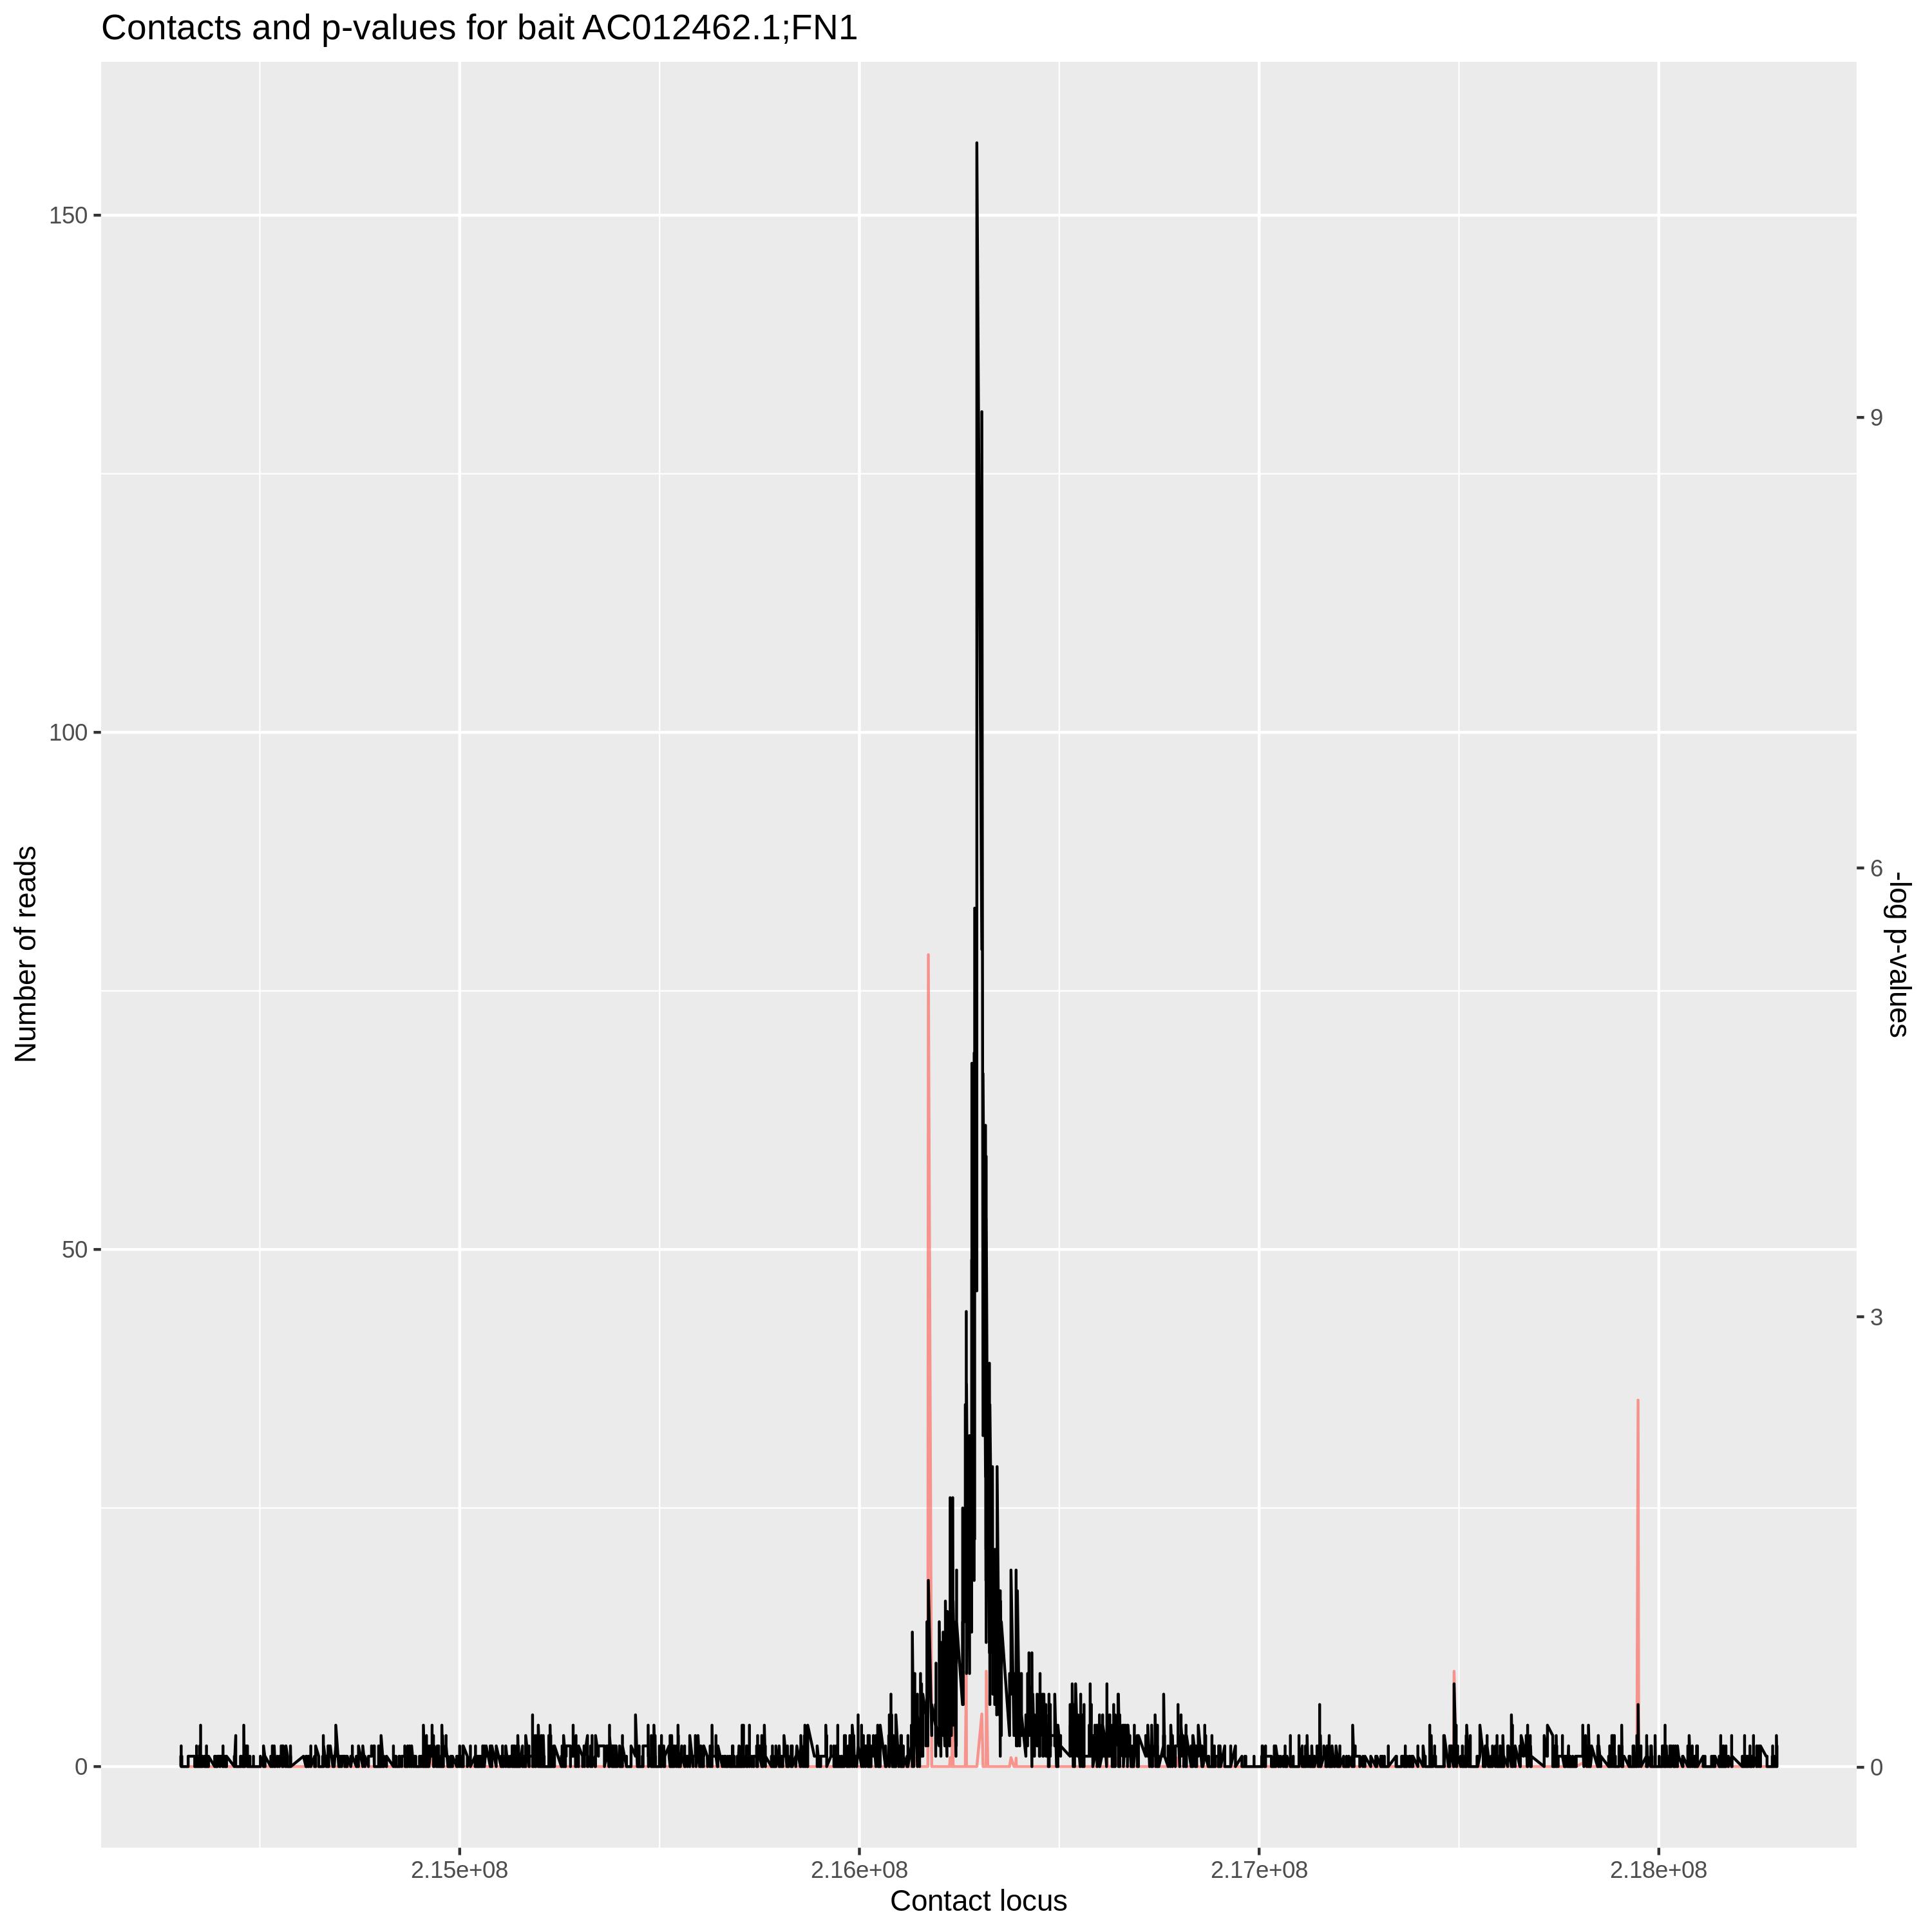 Contacts and p-values for bait AC012462.1;FN1
150
100
50
0
Number of reads
9
6
3
0
-log p-values
2.15e+08
2.16e+08
2.17e+08
2.18e+08
Contact locus